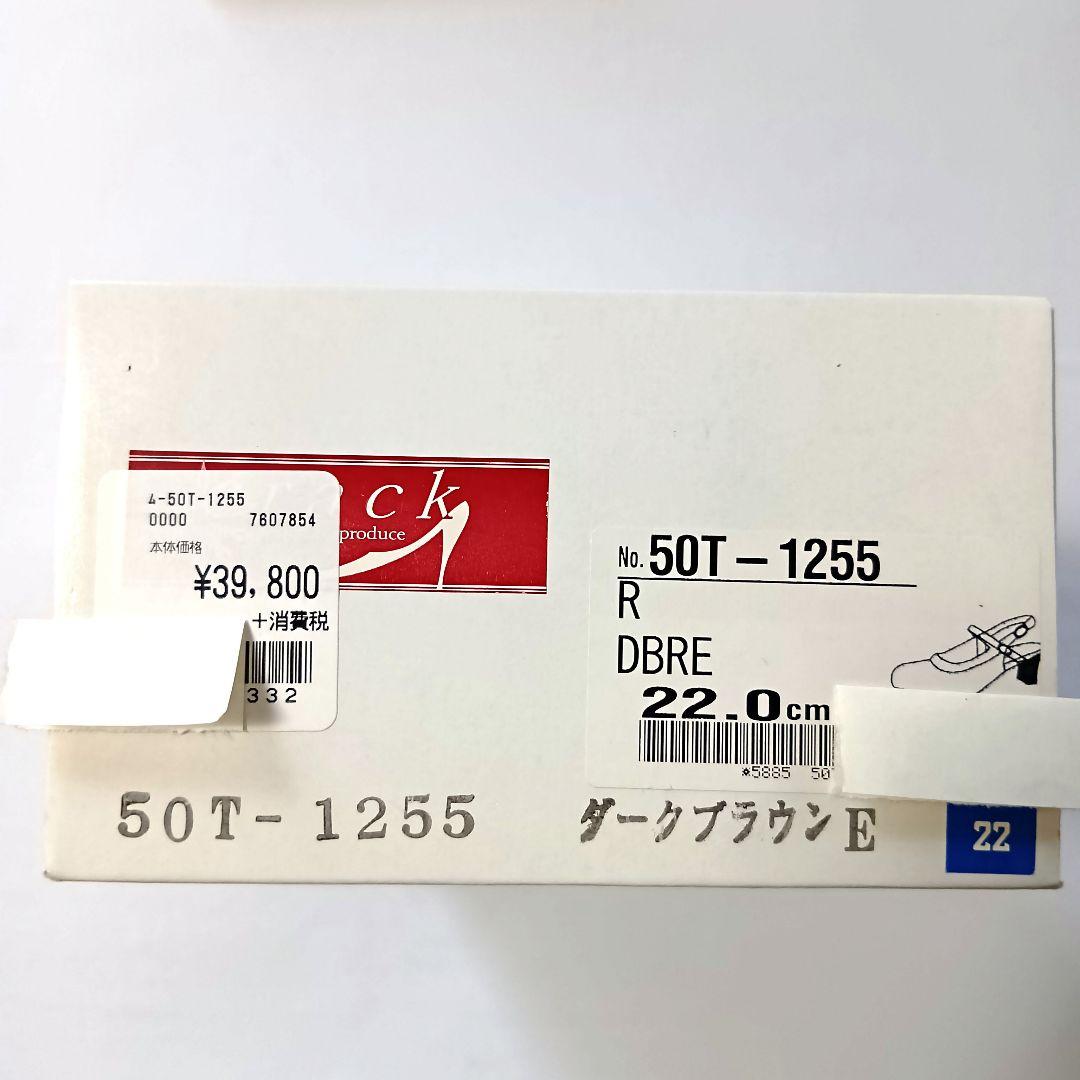 4-50T-1255
0000 7607854
本体価格
¥39,800
+消費税
332
ck
produce
No. 50T-1255
R
DBRE
22.0cm
*5885 50
50T-1255 ダークブラウンE
22